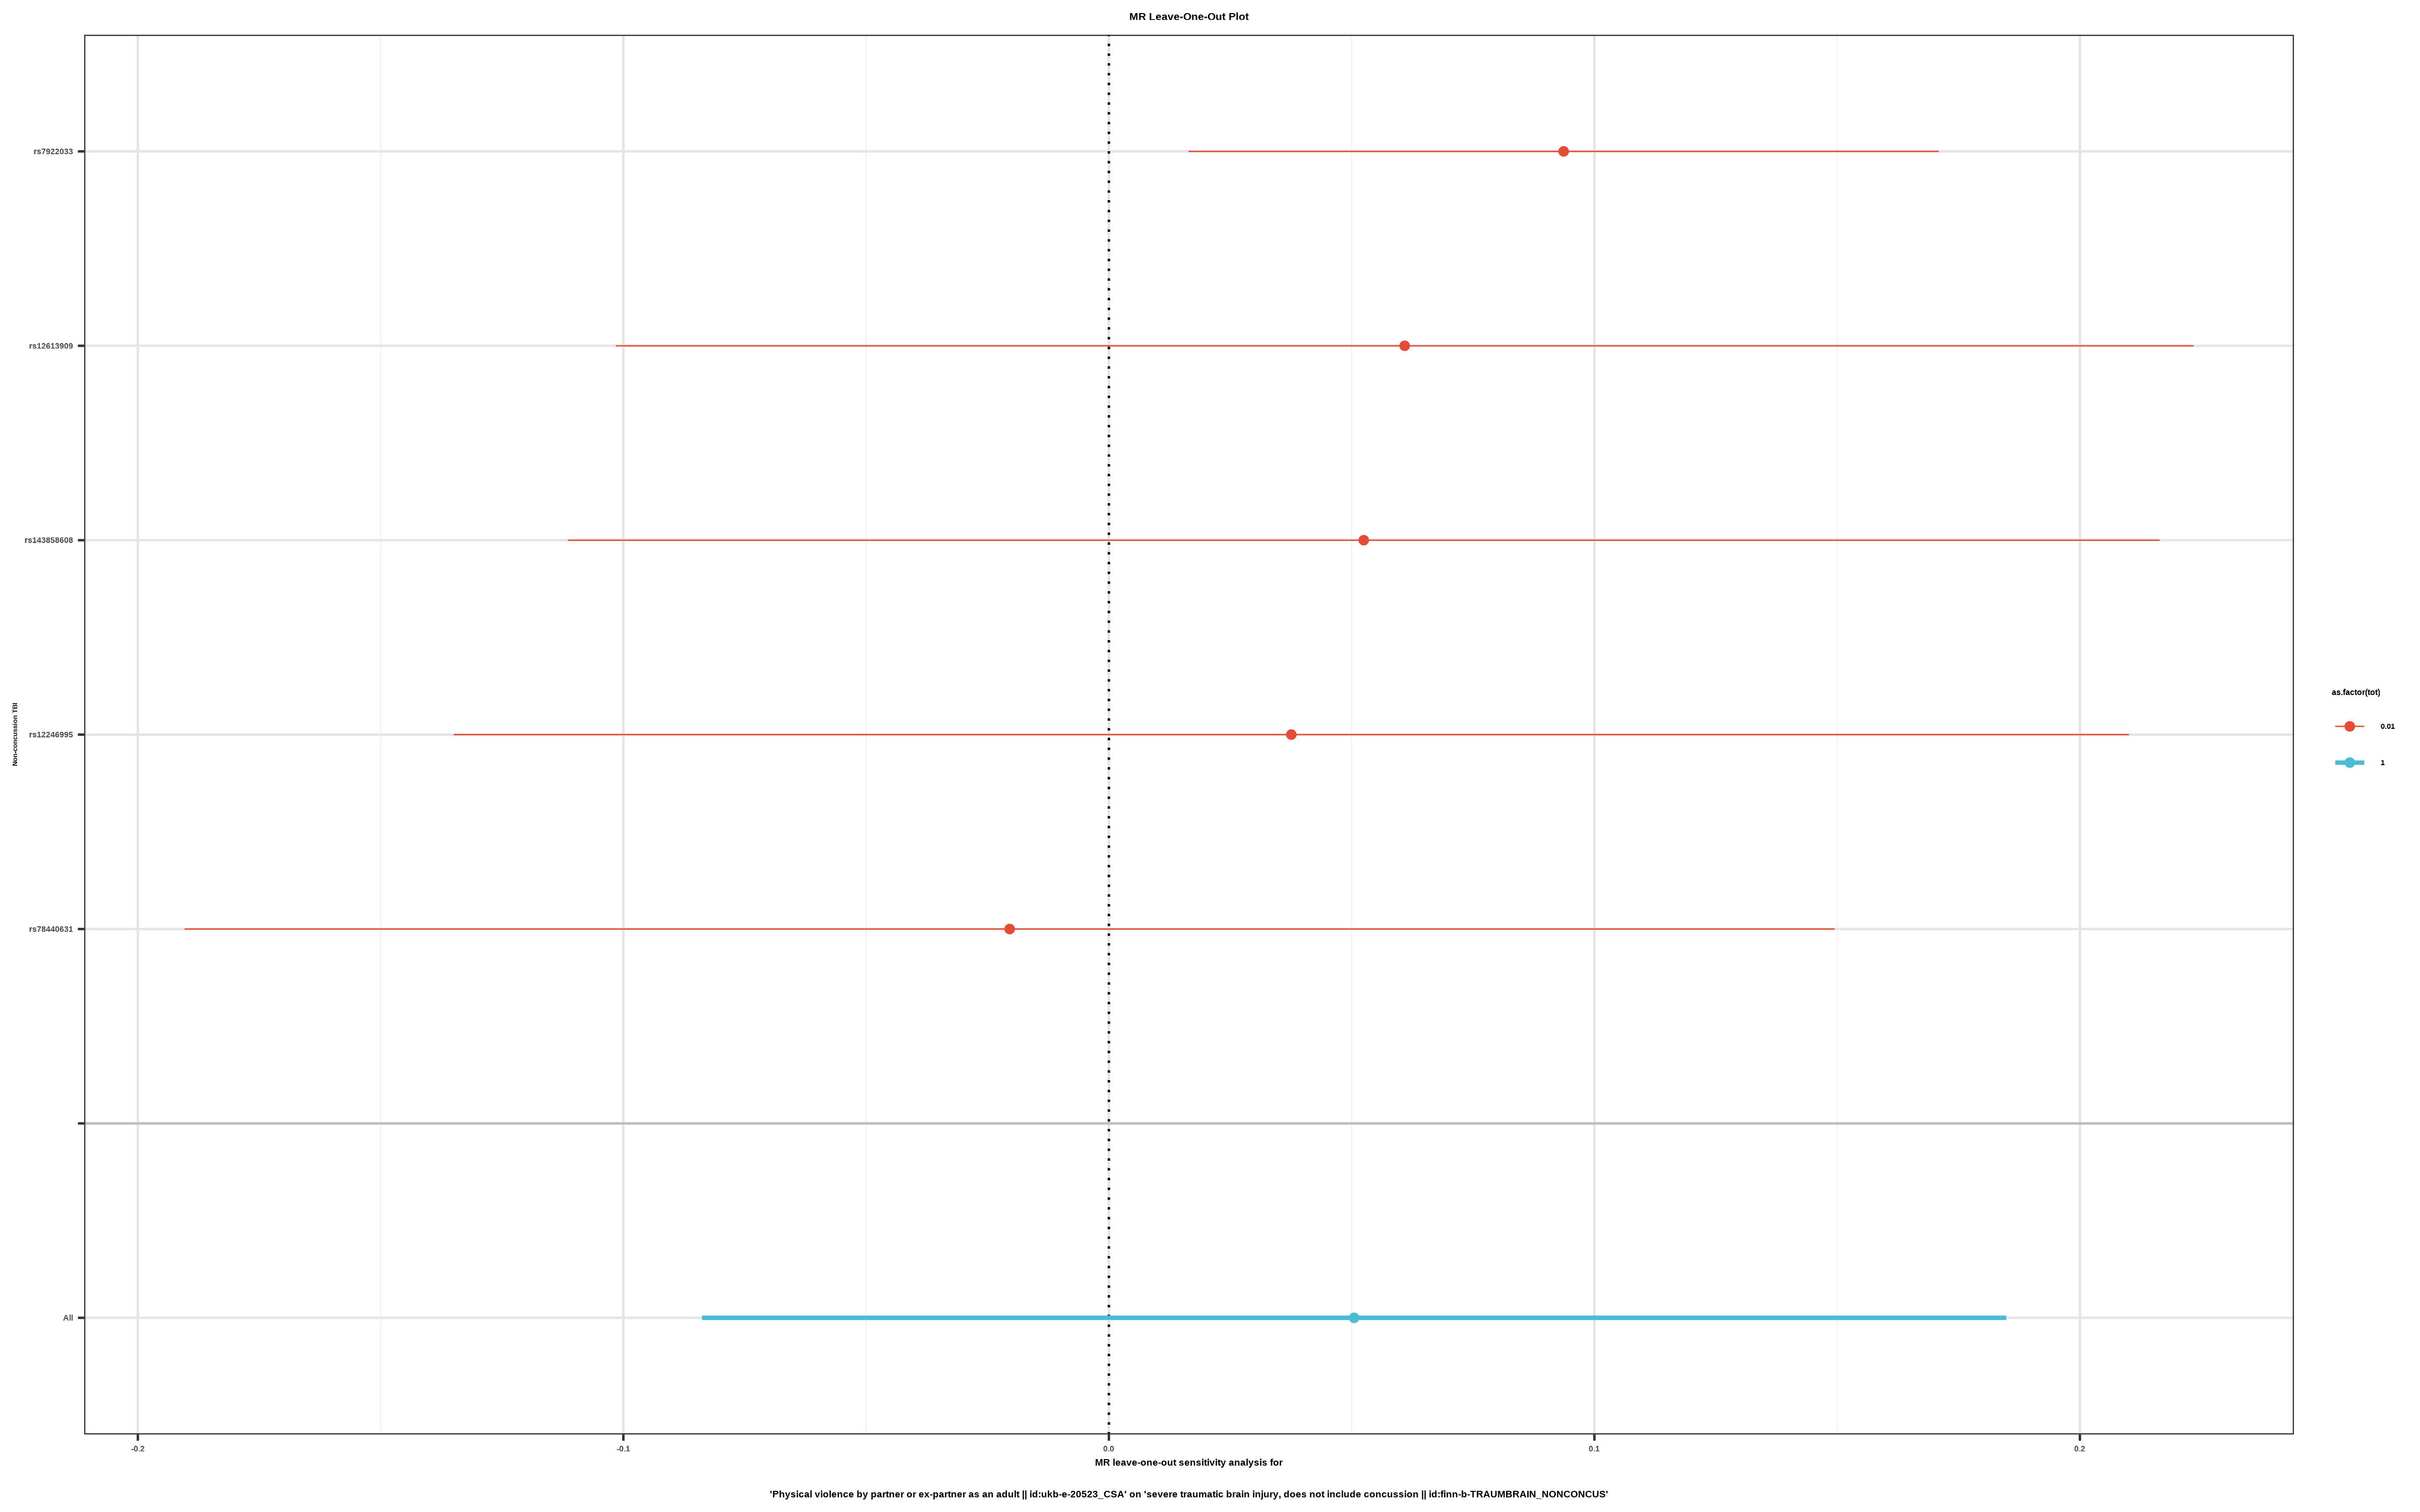 MR Leave-One-Out Plot
rs7922033
rs12613909
rs143858608
rs12246995
rs78440631
All
Non-concussion TBI
-0.2
-0.1
0.0
0.1
0.2
MR leave-one-out sensitivity analysis for
'Physical violence by partner or ex-partner as an adult || id:ukb-e-20523_CSA' on 'severe traumatic brain injury, does not include concussion || id:finn-b-TRAUMBRAIN_NONCONCUS'
as.factor(tot)
0.01
1